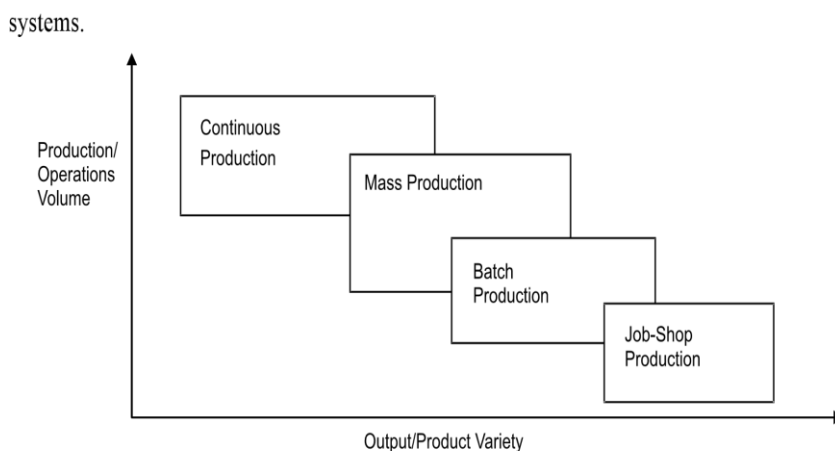 systems.
Continuous
Production
Production/
Operations
Volume
Mass Production
Batch
Production
Job-Shop
Production
Output/Product Variety